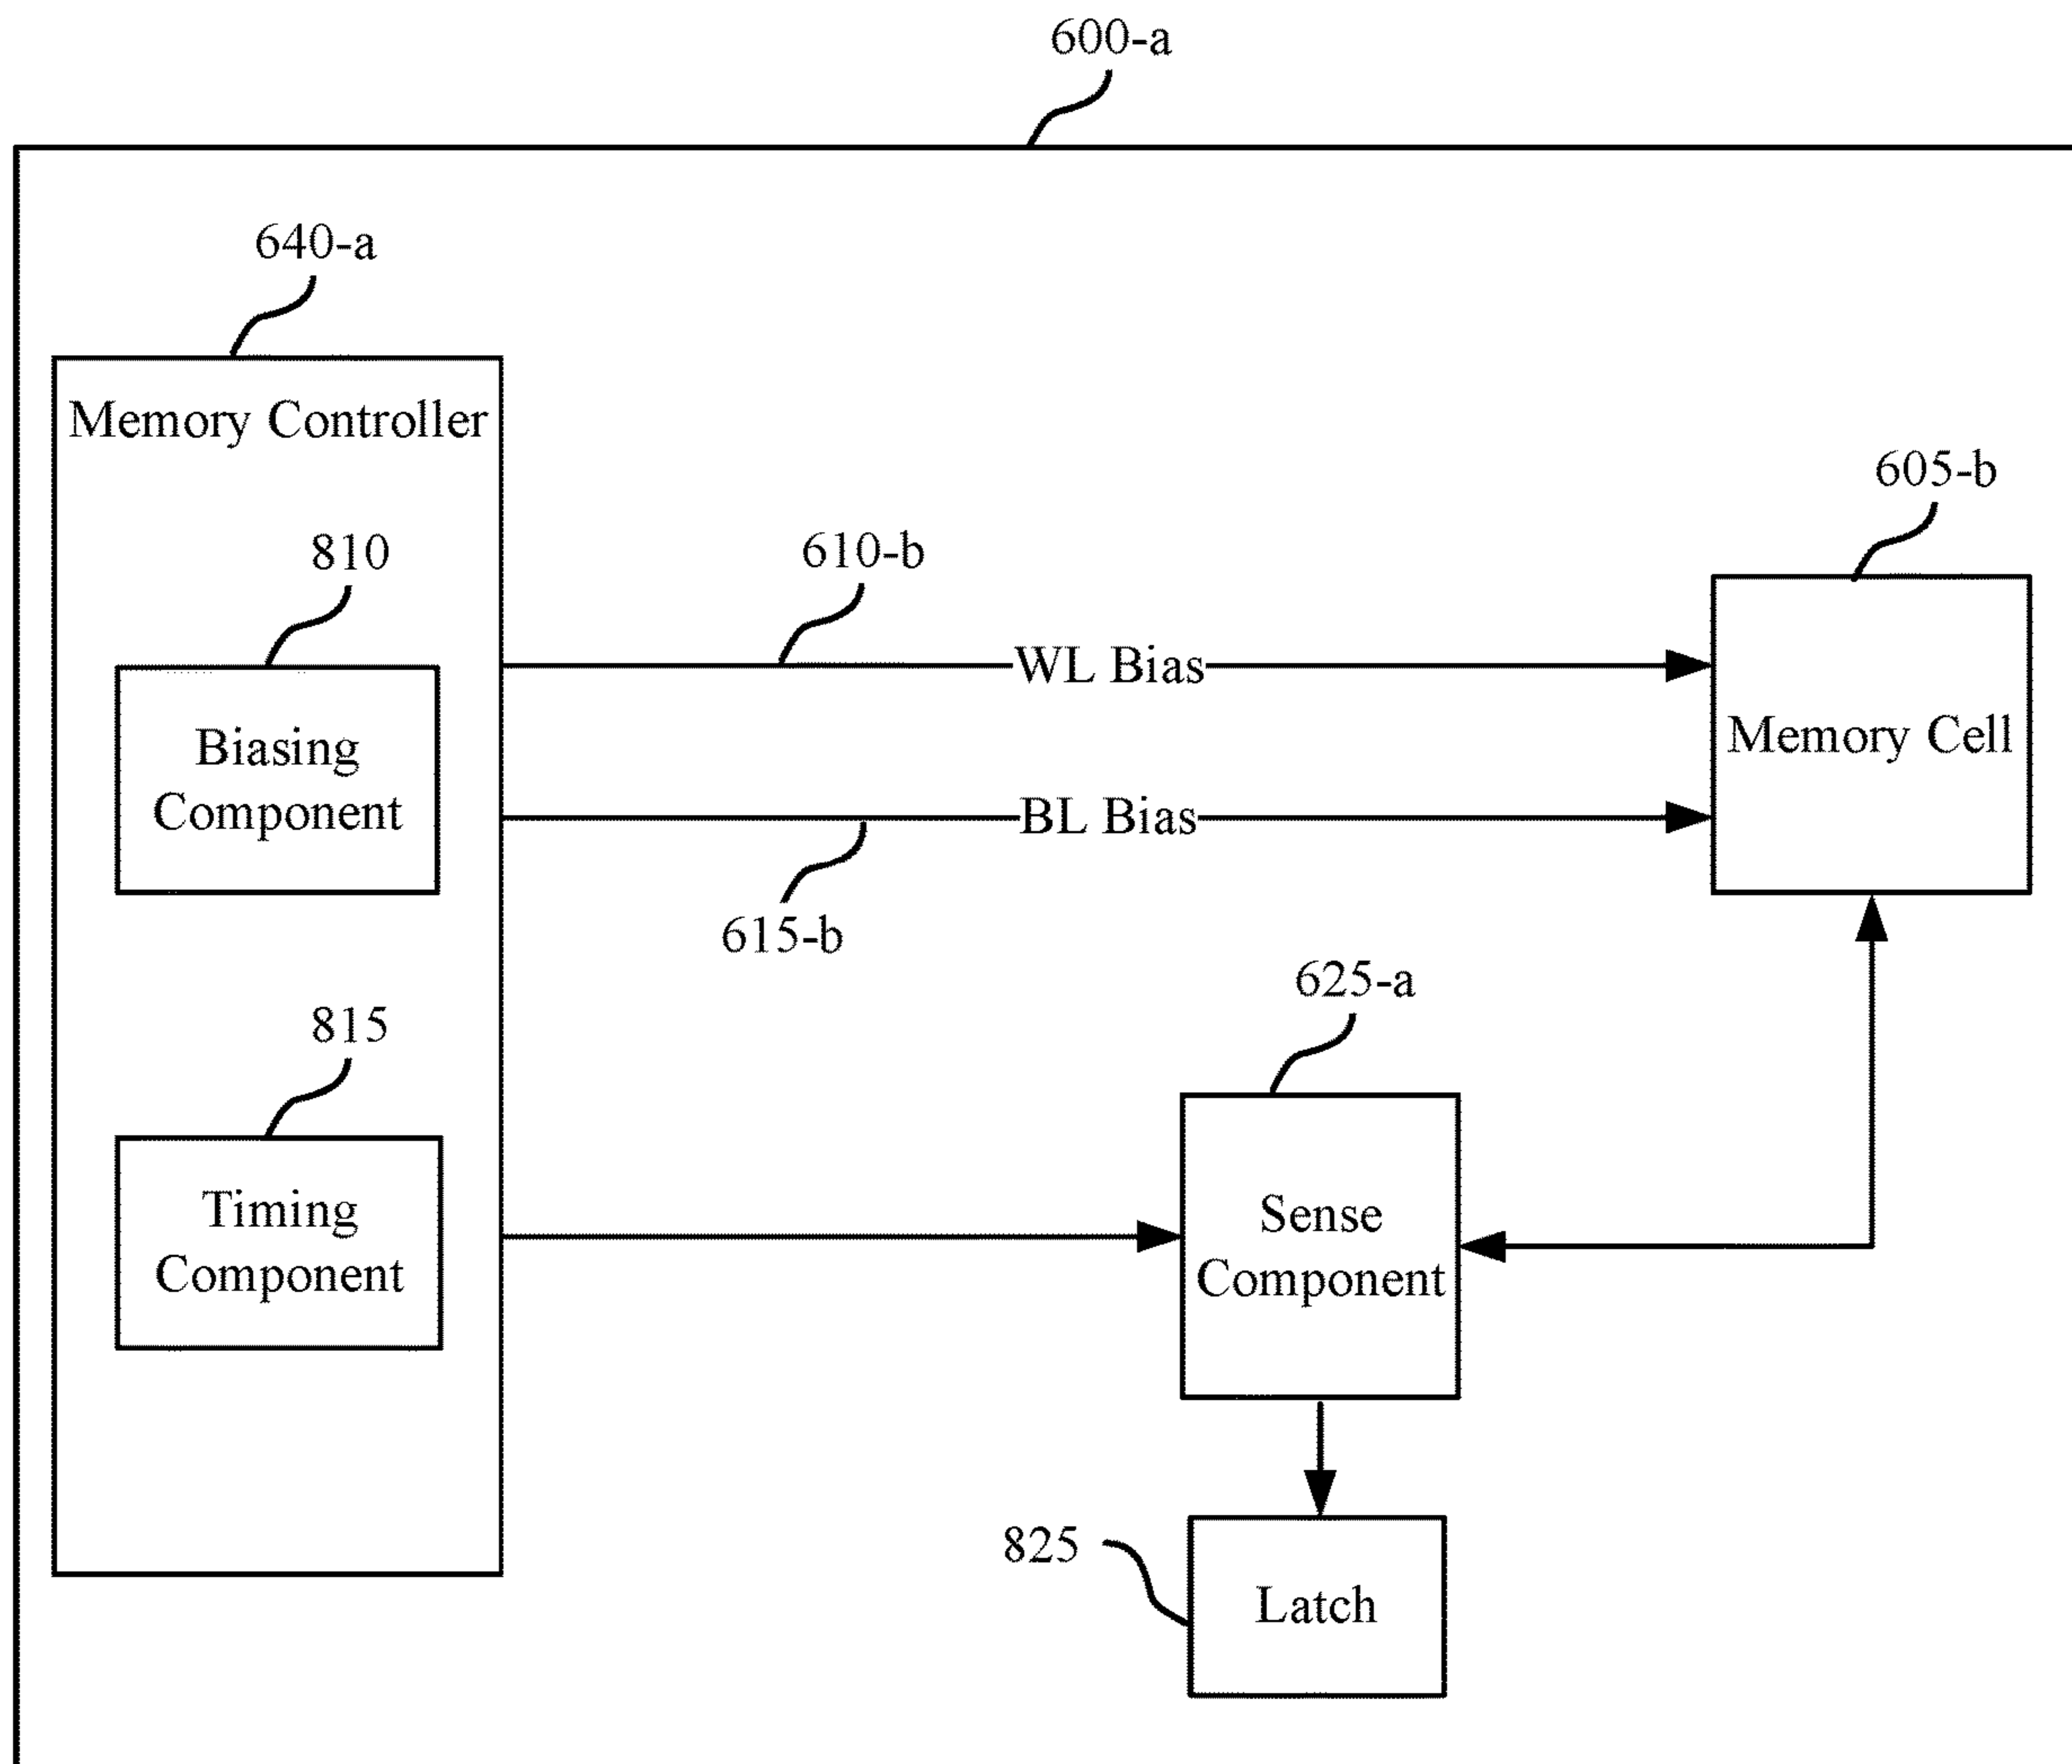 600-a
640-a
Memory Controller
810
Biasing
Component
815
Timing
Component
610-b
WL Bias
BL Bias
615-b
605-b
Memory Cell
625-a
Sense
Component
825
Latch